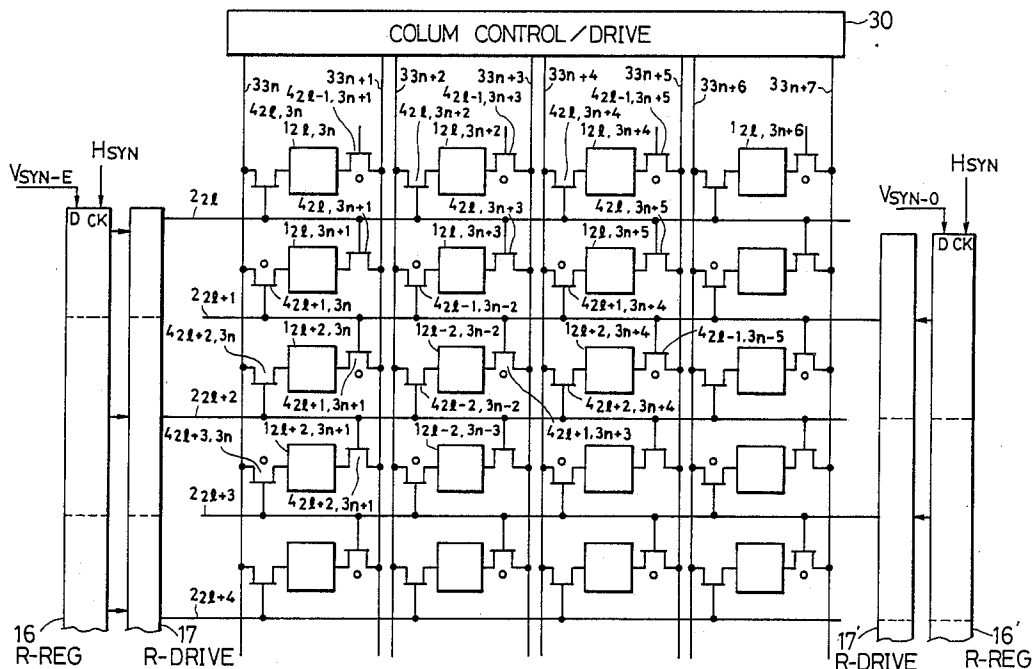 30
COLUM CONTROL/DRIVE
33n 33n+1 33n+2 33n+3 33n+4 33n+5 33n+6 33n+7
42ℓ-1, 3n+1 42ℓ-1, 3n+3 42ℓ-1, 3n+5
42ℓ, 3n 42ℓ, 3n+2 42ℓ, 3n+4
12ℓ, 3n 12ℓ, 3n+2 12ℓ, 3n+4 12ℓ, 3n+6
HSYN HSYN
VSYN-E VSYN-O
D CK D CK
22ℓ
42ℓ, 3n+1 42ℓ, 3n+3 42ℓ, 3n+5
12ℓ, 3n+1 12ℓ, 3n+3 12ℓ, 3n+5
22ℓ+1
42ℓ+1, 3n 42ℓ-1, 3n-2 42ℓ+1, 3n+4
42ℓ+2, 3n 12ℓ+2, 3n 12ℓ-2, 3n-2 12ℓ+2, 3n+4 42ℓ-1, 3n-5
22ℓ+2
42ℓ+1, 3n+1 42ℓ-2, 3n-2 42ℓ+2, 3n+4
42ℓ+3, 3n 12ℓ+2, 3n+1 12ℓ-2, 3n-3 42ℓ+1, 3n+3
22ℓ+3
42ℓ+2, 3n+1
22ℓ+4
16 17 17' 16'
R-REG R-DRIVE R-DRIVE R-REG